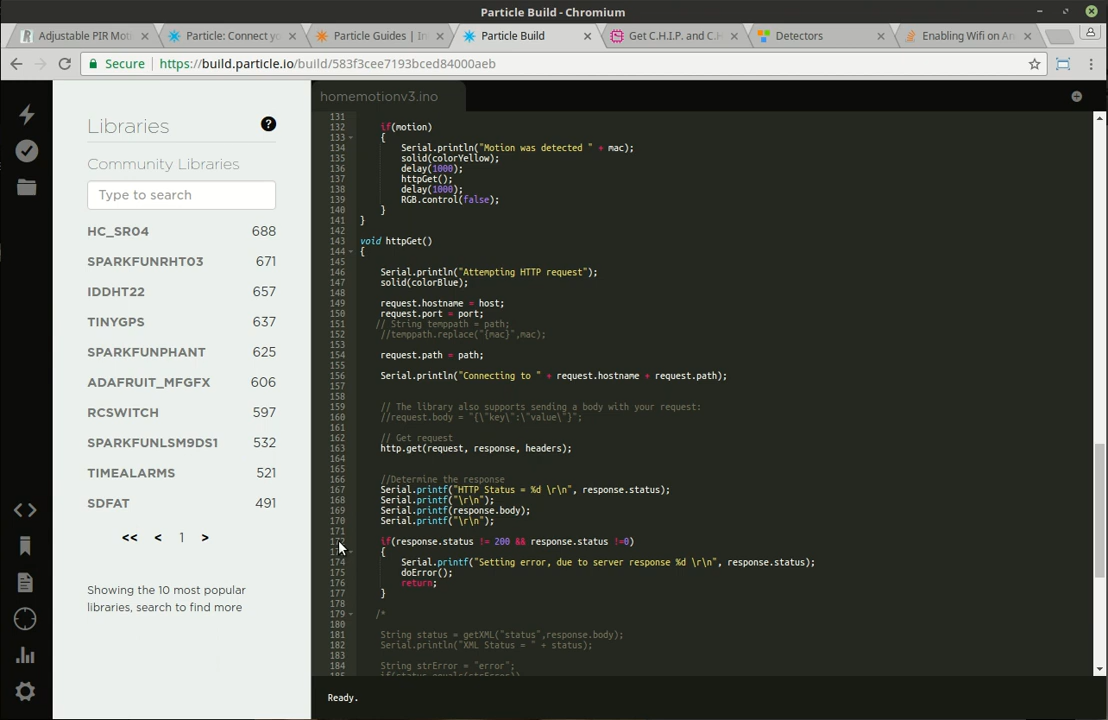 Particle Build - Chromium
Adjustable PIR Moti
Particle: Connect yo
Particle Guides | In
Particle Build
Get C.H.I.P. and C.H
Detectors
Enabling Wifi on An
Secure
https://build.particle.io/build/583f3cee7193bced84000aeb
homemotionv3.ino
Libraries
?
Community Libraries
Type to search
HC_SR04 688
SPARKFUNRHT03 671
IDDHT22 657
TINYGPS 637
SPARKFUNPHANT 625
ADAFRUIT_MFGFX 606
RCSWITCH 597
SPARKFUNLSM9DS1 532
TIMEALARMS 521
SDFAT 491
<< < 1 >
Showing the 10 most popular
libraries, search to find more
131
132 if(motion)
133 {
134 Serial.println("Motion was detected " + mac);
135 solid(colorYellow);
136 delay(1000);
137 httpGet();
138 delay(1000);
139 RGB.control(false);
140 }
141 }
142
143 void httpGet()
144 {
145
146 Serial.println("Attempting HTTP request");
147 solid(colorBlue);
148
149 request.hostname = host;
150 request.port = port;
151 // String temppath = path;
152 //temppath.replace("{mac}",mac);
153
154 request.path = path;
155
156 Serial.println("Connecting to " + request.hostname + request.path);
157
158
159 // The library also supports sending a body with your request:
160 //request.body = "{\"key\":\"value\"}";
161
162 // Get request
163 http.get(request, response, headers);
164
165
166 //Determine the response
167 Serial.printf("HTTP Status = %d \r\n", response.status);
168 Serial.printf("\r\n");
169 Serial.printf(response.body);
170 Serial.printf("\r\n");
171
172 if(response.status != 200 && response.status !=0)
{
174 Serial.printf("Setting error, due to server response %d \r\n", response.status);
175 doError();
176 return;
177 }
178
179 /*
180
181 String status = getXML("status",response.body);
182 Serial.println("XML Status = " + status);
183
184 String strError = "error";
185 if(status.equals(strError))
Ready.